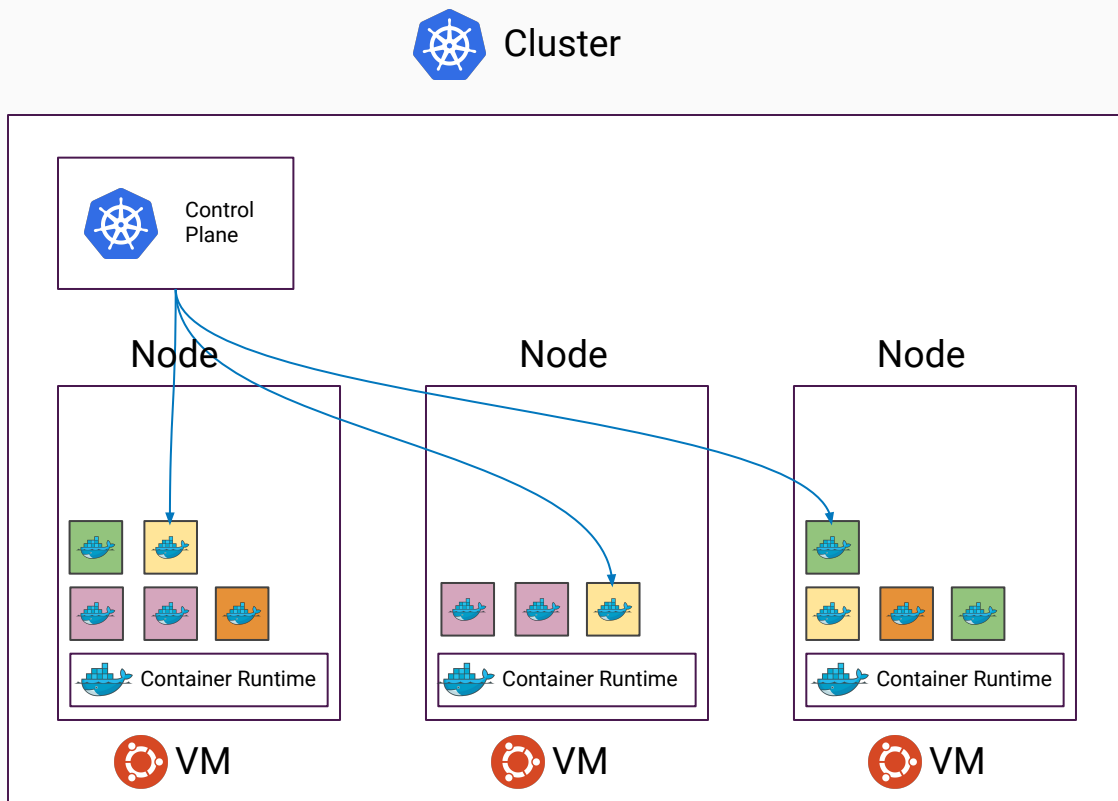 Cluster
Control
Plane
Node
Node
Node
Container Runtime
Container Runtime
Container Runtime
VM
VM
VM